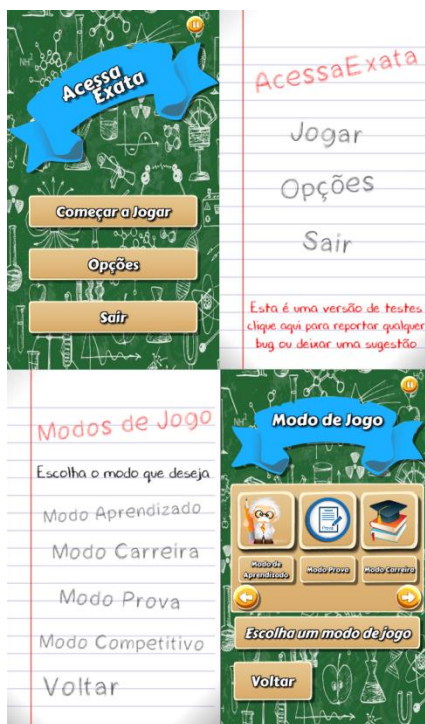 Acessa
Exata
Começar a Jogar
Opções
Sair
AcessaExata
Jogar
Opções
Sair
Esta é uma versão de testes
clique aqui para reportar qualquer
bug ou deixar uma sugestão
Modos de Jogo
Escolha o modo que deseja
Modo Aprendizado
Modo Carreira
Modo Prova
Modo Competitivo
Voltar
Modo de Jogo
Modo de
Aprendizado
Modo Prova
Modo Carreira
Escolha um modo de jogo
Voltar